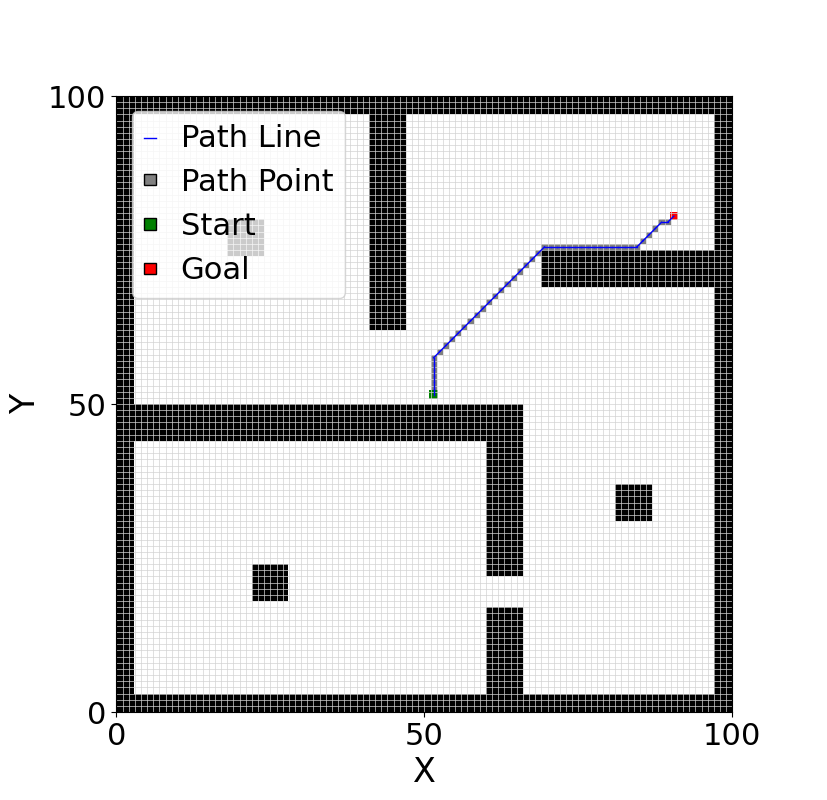 100
Path Line
Path Point
Start
Goal
Y
50
0
0 50 100
X